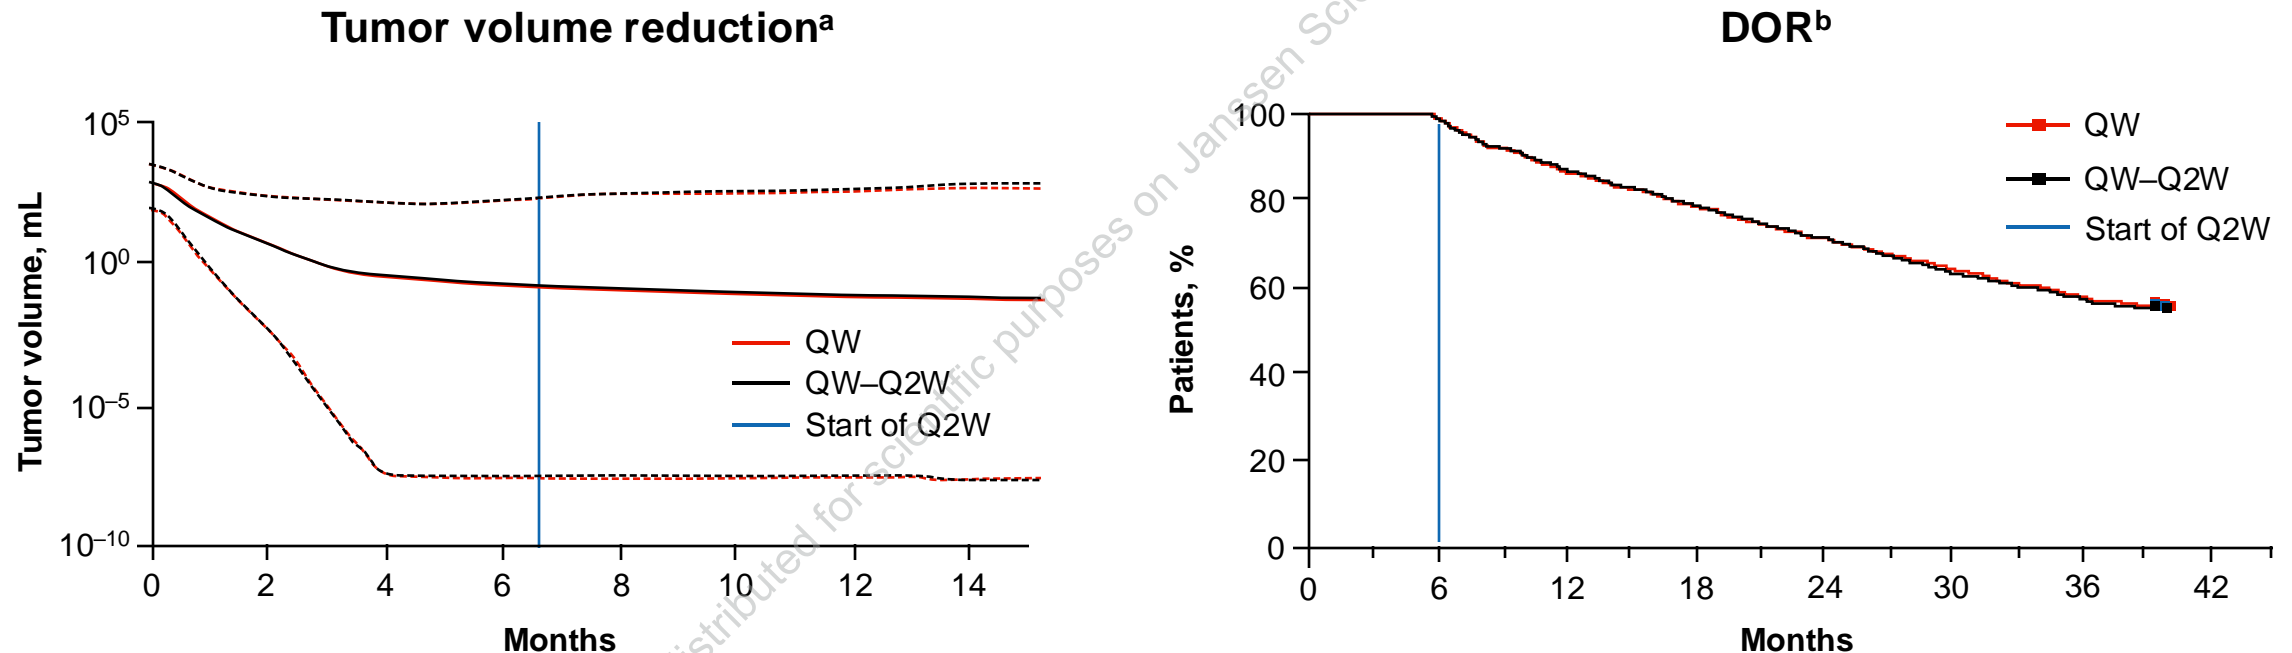 Tumor volume reductionᵃ
Tumor volume, mL
10⁵
10⁰
10⁻⁵
10⁻¹⁰
QW
QW–Q2W
Start of Q2W
0 2 4 6 8 10 12 14
Months
DORᵇ
Patients, %
100
80
60
40
20
0
QW
QW–Q2W
Start of Q2W
0 6 12 18 24 30 36 42
Months
distributed for scientific purposes on Janssen